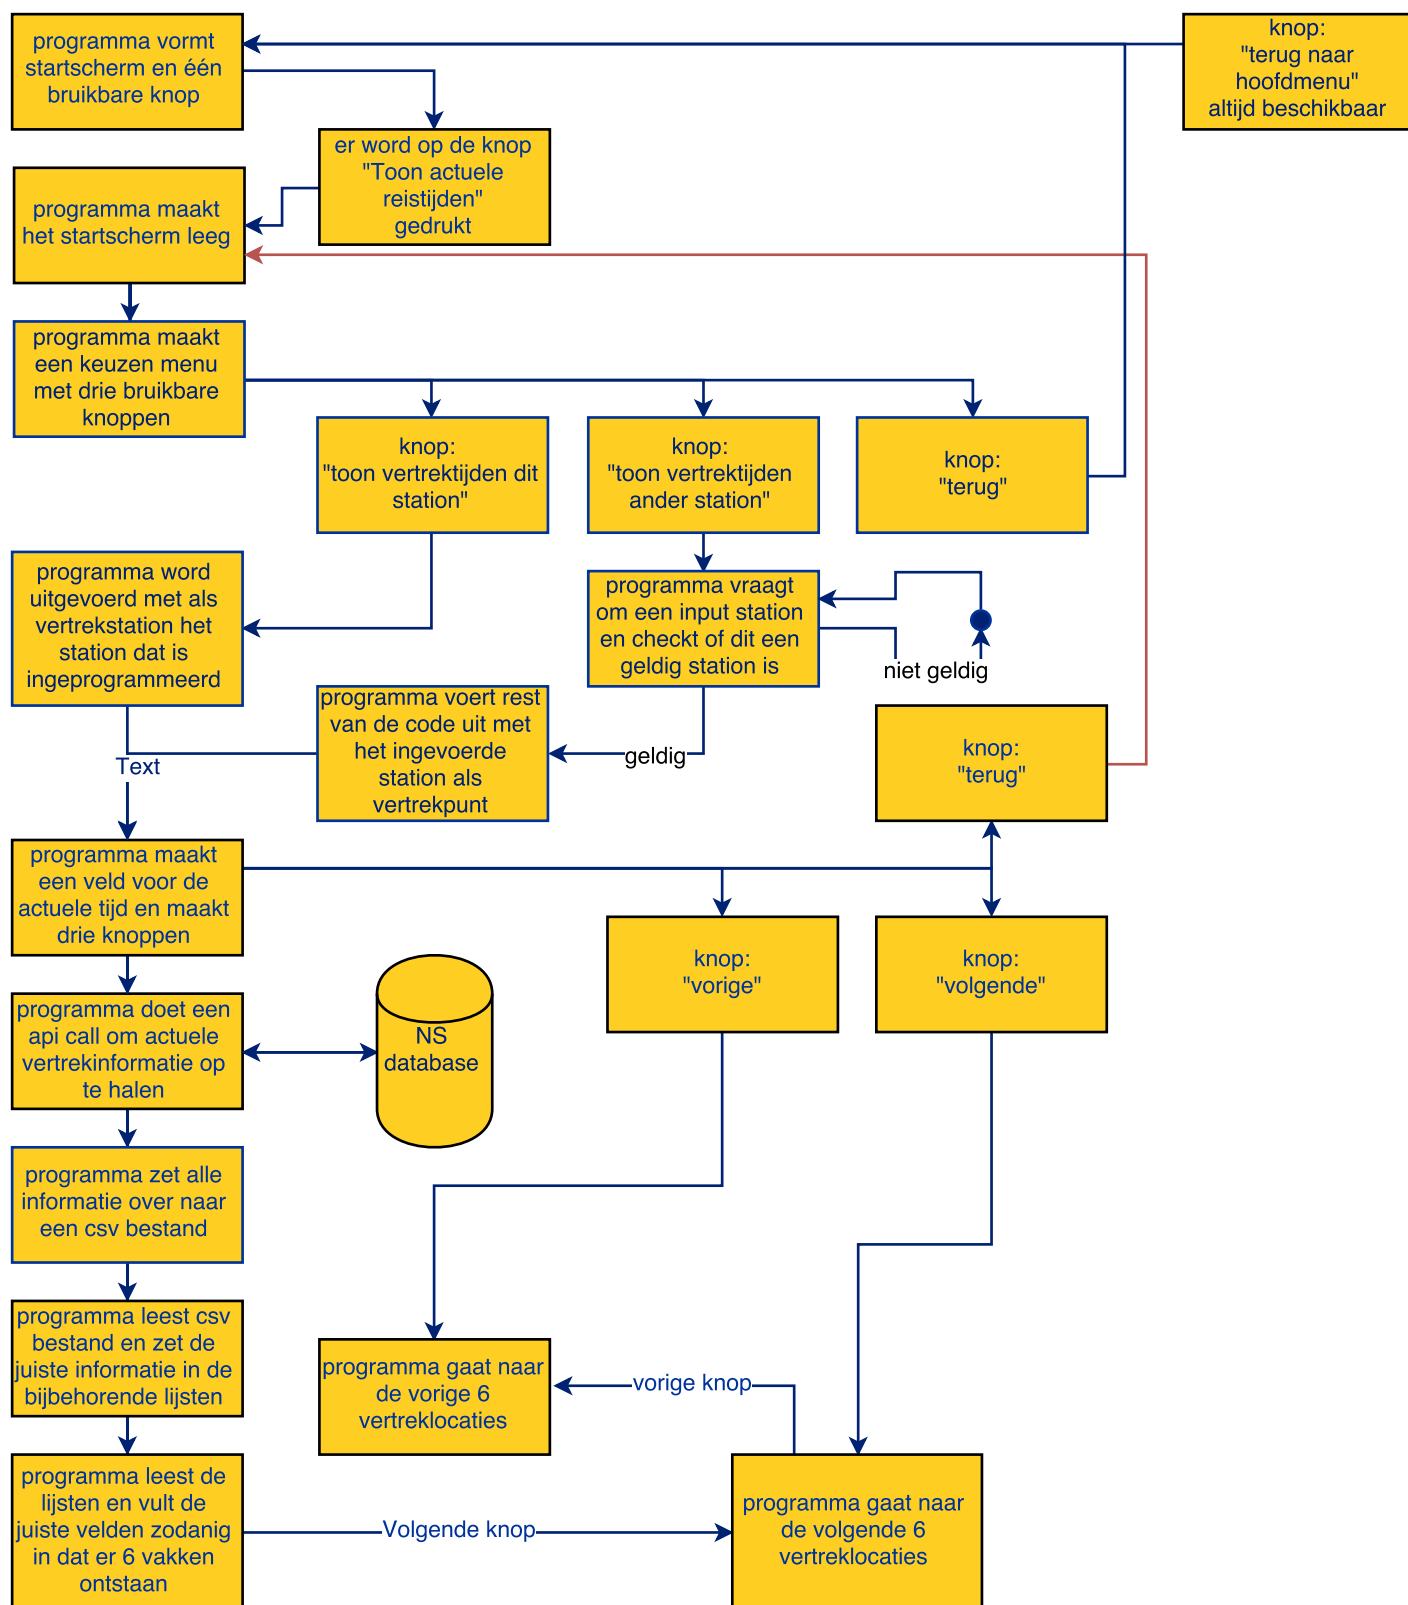 programma vormt
startscherm en één
bruikbare knop
knop:
"terug naar
hoofdmenu"
altijd beschikbaar
er word op de knop
"Toon actuele
reistijden"
gedrukt
programma maakt
het startscherm leeg
programma maakt
een keuzen menu
met drie bruikbare
knoppen
knop:
"toon vertrektijden dit
station"
knop:
"toon vertrektijden
ander station"
knop:
"terug"
programma word
uitgevoerd met als
vertrekstation het
station dat is
ingeprogrammeerd
programma vraagt
om een input station
en checkt of dit een
geldig station is
niet geldig
programma voert rest
van de code uit met
het ingevoerde
station als
vertrekpunt
geldig
knop:
"terug"
Text
programma maakt
een veld voor de
actuele tijd en maakt
drie knoppen
knop:
"vorige"
knop:
"volgende"
programma doet een
api call om actuele
vertrekinformatie op
te halen
NS
database
programma zet alle
informatie over naar
een csv bestand
programma leest csv
bestand en zet de
juiste informatie in de
bijbehorende lijsten
programma gaat naar
de vorige 6
vertreklocaties
vorige knop
programma leest de
lijsten en vult de
juiste velden zodanig
in dat er 6 vakken
ontstaan
Volgende knop
programma gaat naar
de volgende 6
vertreklocaties